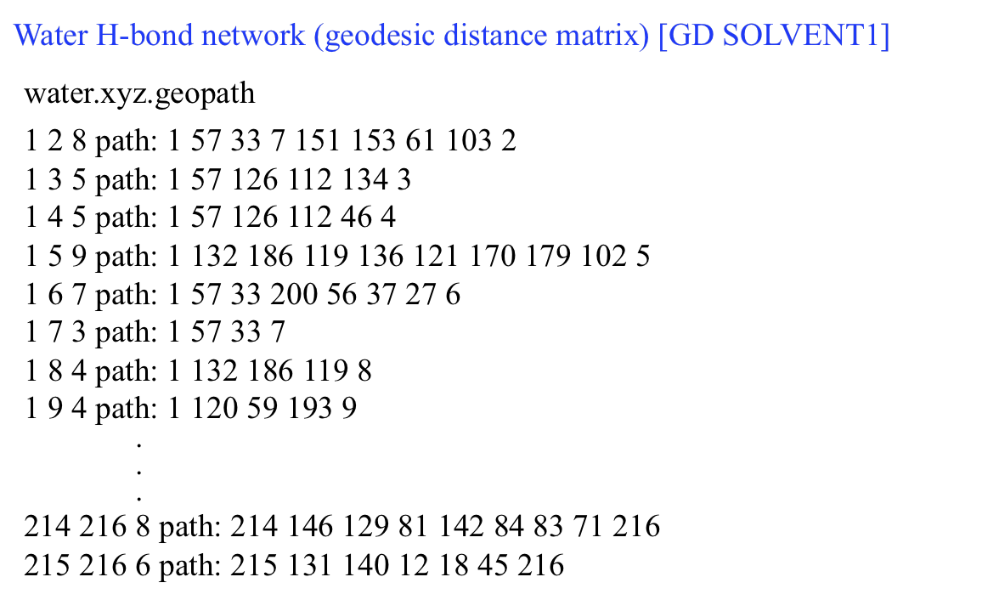 Water H-bond network (geodesic distance matrix) [GD SOLVENT1]
water.xyz.geopath
1 2 8 path: 1 57 33 7 151 153 61 103 2
1 3 5 path: 1 57 126 112 134 3
1 4 5 path: 1 57 126 112 46 4
1 5 9 path: 1 132 186 119 136 121 170 179 102 5
1 6 7 path: 1 57 33 200 56 37 27 6
1 7 3 path: 1 57 33 7
1 8 4 path: 1 132 186 119 8
1 9 4 path: 1 120 59 193 9
.
.
.
214 216 8 path: 214 146 129 81 142 84 83 71 216
215 216 6 path: 215 131 140 12 18 45 216